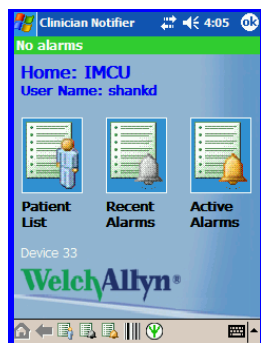 Clinician Notifier 4:05 ok
No alarms
Home: IMCU
User Name: shankd
Patient List
Recent Alarms
Active Alarms
Device 33
WelchAllyn®